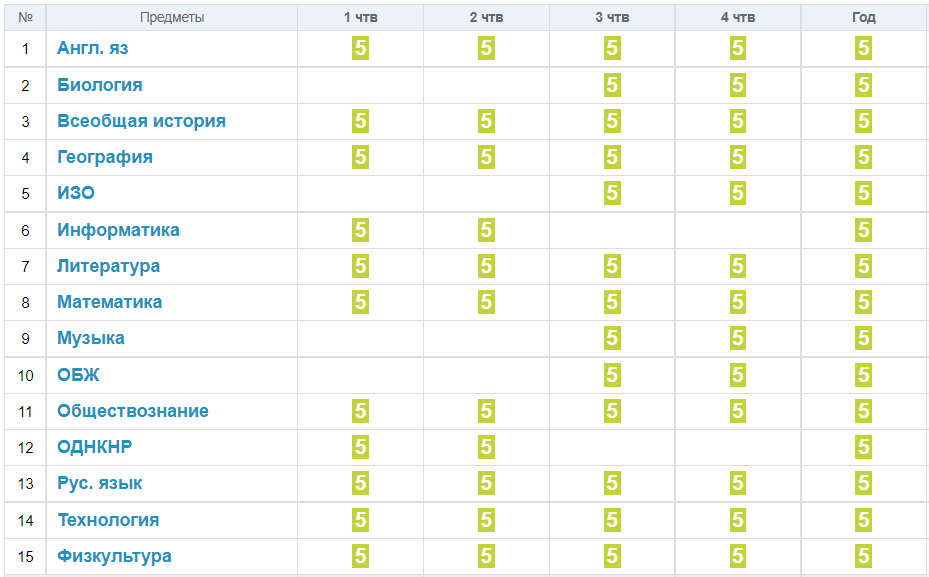 № Предметы 1 чтв 2 чтв 3 чтв 4 чтв Год
1 Англ. яз 5 5 5 5 5
2 Биология 5 5 5
3 Всеобщая история 5 5 5 5 5
4 География 5 5 5 5 5
5 ИЗО 5 5 5
6 Информатика 5 5 5
7 Литература 5 5 5 5 5
8 Математика 5 5 5 5 5
9 Музыка 5 5 5
10 ОБЖ 5 5 5
11 Обществознание 5 5 5 5 5
12 ОДНКНР 5 5 5
13 Рус. язык 5 5 5 5 5
14 Технология 5 5 5 5 5
15 Физкультура 5 5 5 5 5